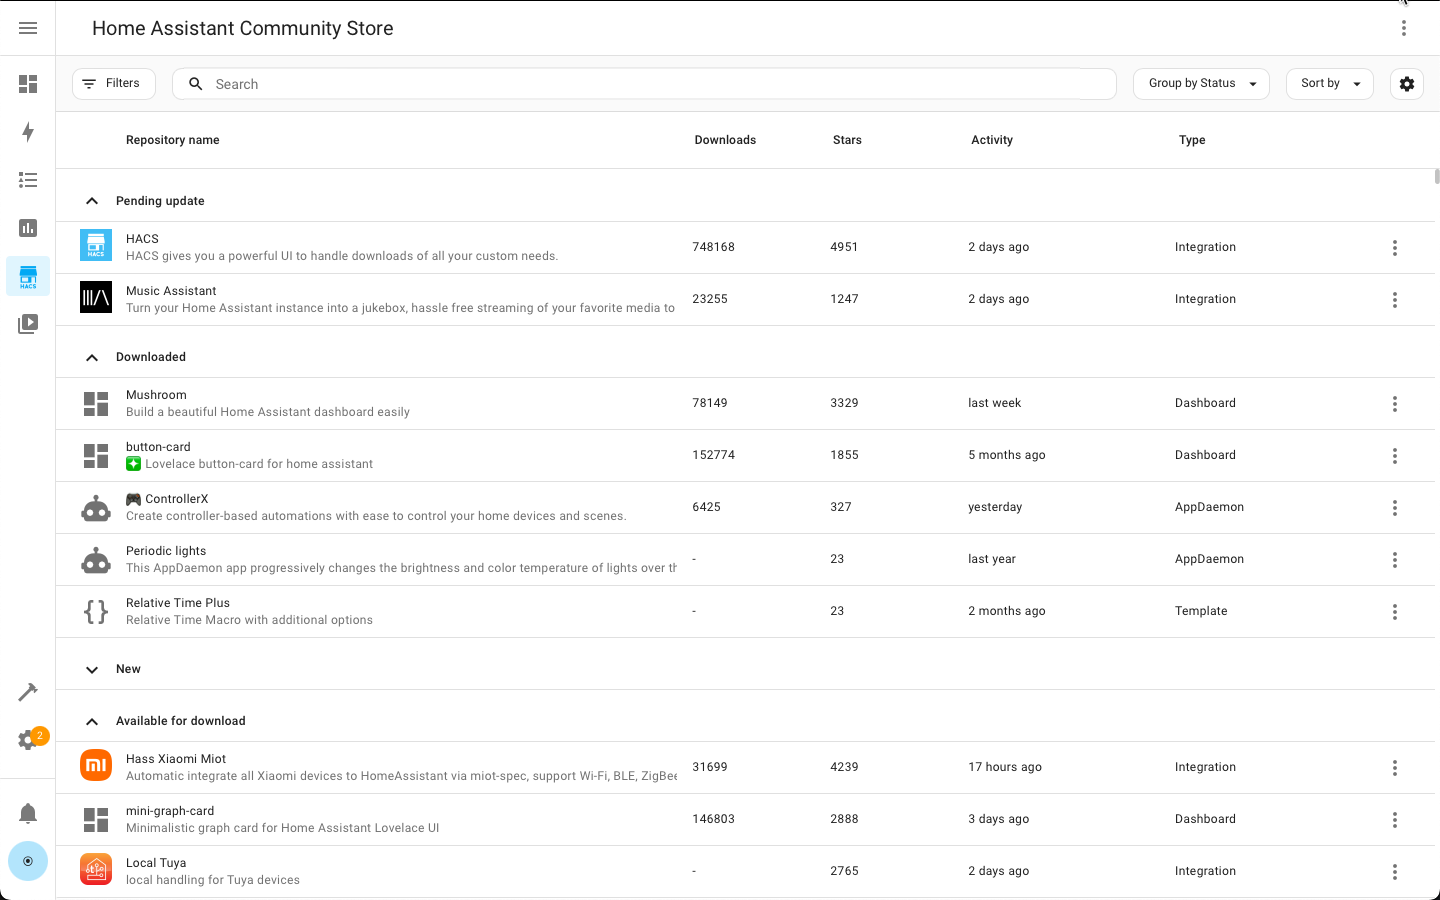 Home Assistant Community Store
Filters
Search
Group by Status
Sort by
Repository name Downloads Stars Activity Type
Pending update
HACS
HACS gives you a powerful UI to handle downloads of all your custom needs.
748168 4951 2 days ago Integration
Music Assistant
Turn your Home Assistant instance into a jukebox, hassle free streaming of your favorite media to
23255 1247 2 days ago Integration
Downloaded
Mushroom
Build a beautiful Home Assistant dashboard easily
78149 3329 last week Dashboard
button-card
❇️ Lovelace button-card for home assistant
152774 1855 5 months ago Dashboard
🎮 ControllerX
Create controller-based automations with ease to control your home devices and scenes.
6425 327 yesterday AppDaemon
Periodic lights
This AppDaemon app progressively changes the brightness and color temperature of lights over th
- 23 last year AppDaemon
Relative Time Plus
Relative Time Macro with additional options
- 23 2 months ago Template
New
Available for download
Hass Xiaomi Miot
Automatic integrate all Xiaomi devices to HomeAssistant via miot-spec, support Wi-Fi, BLE, ZigBee
31699 4239 17 hours ago Integration
mini-graph-card
Minimalistic graph card for Home Assistant Lovelace UI
146803 2888 3 days ago Dashboard
Local Tuya
local handling for Tuya devices
- 2765 2 days ago Integration
HACS
2
HACS
mi